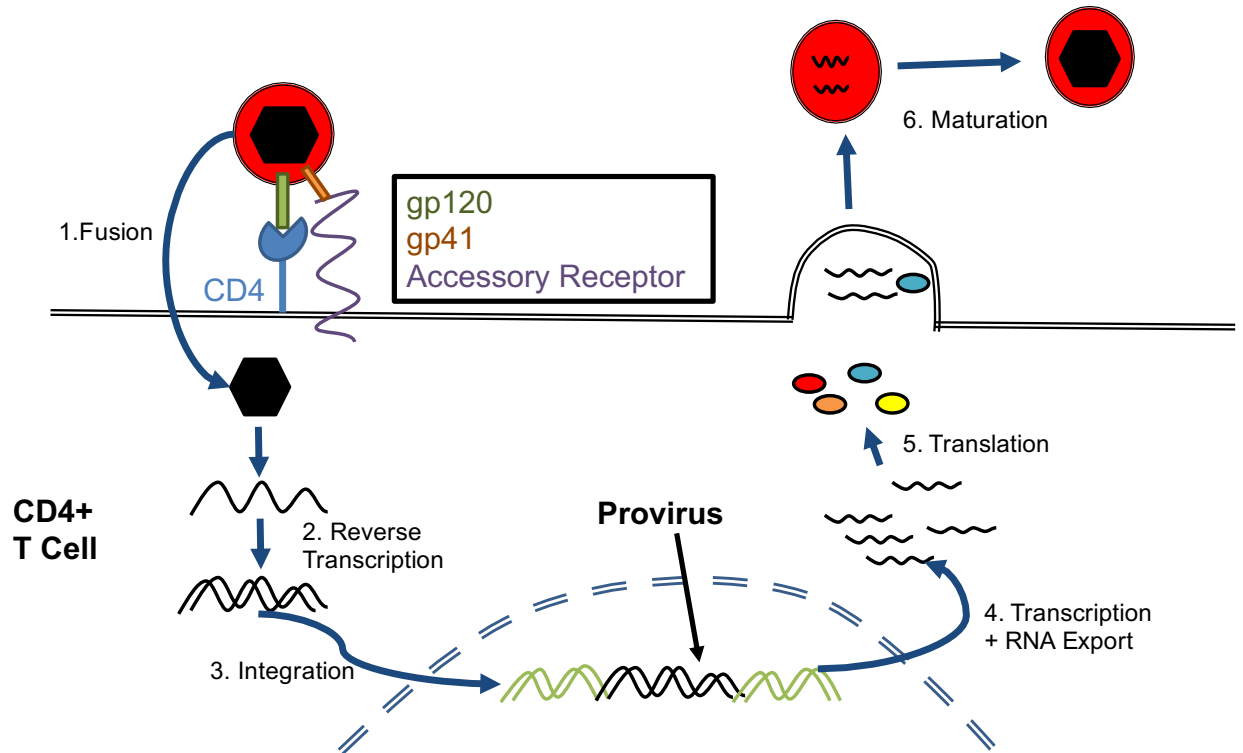 1.Fusion
CD4
gp120
gp41
Accessory Receptor
6. Maturation
CD4+
T Cell
2. Reverse
Transcription
3. Integration
Provirus
4. Transcription
+ RNA Export
5. Translation